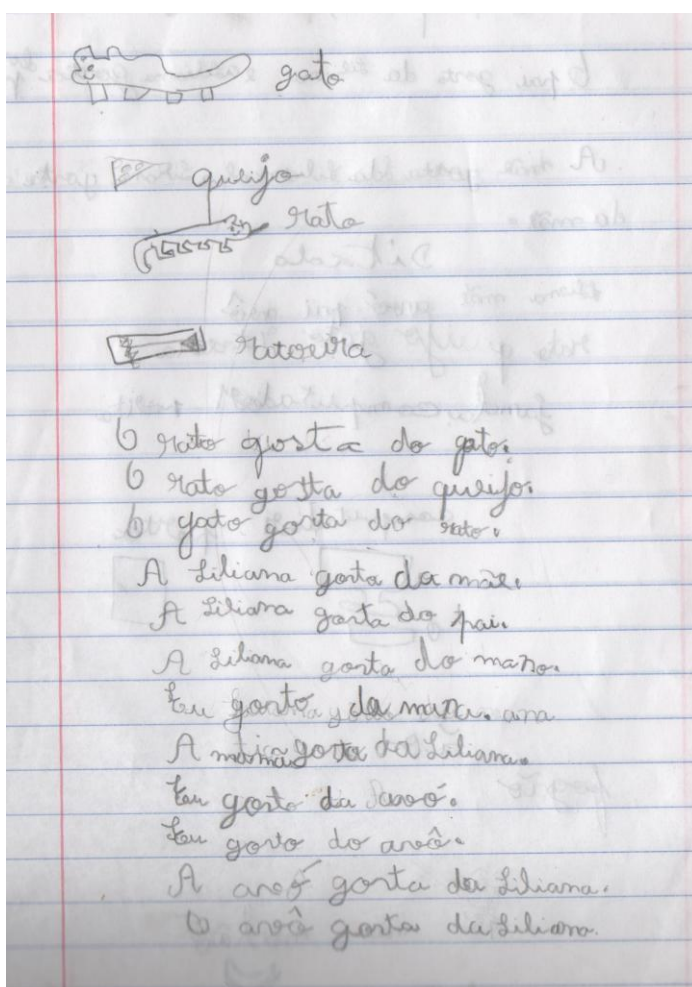 gato
queijo
rato
ratoeira
O rato gosta do gato.
O rato gosta do queijo.
O gato gosta do rato.
A Liliana gosta da mãe.
A Liliana gosta do pai.
A Liliana gosta do mano.
Eu gosto da mana.
A gosta da Liliana.
Eu gosto da avó.
Eu gosto do avô.
A avó gosta da Liliana.
O avô gosta da Liliana.